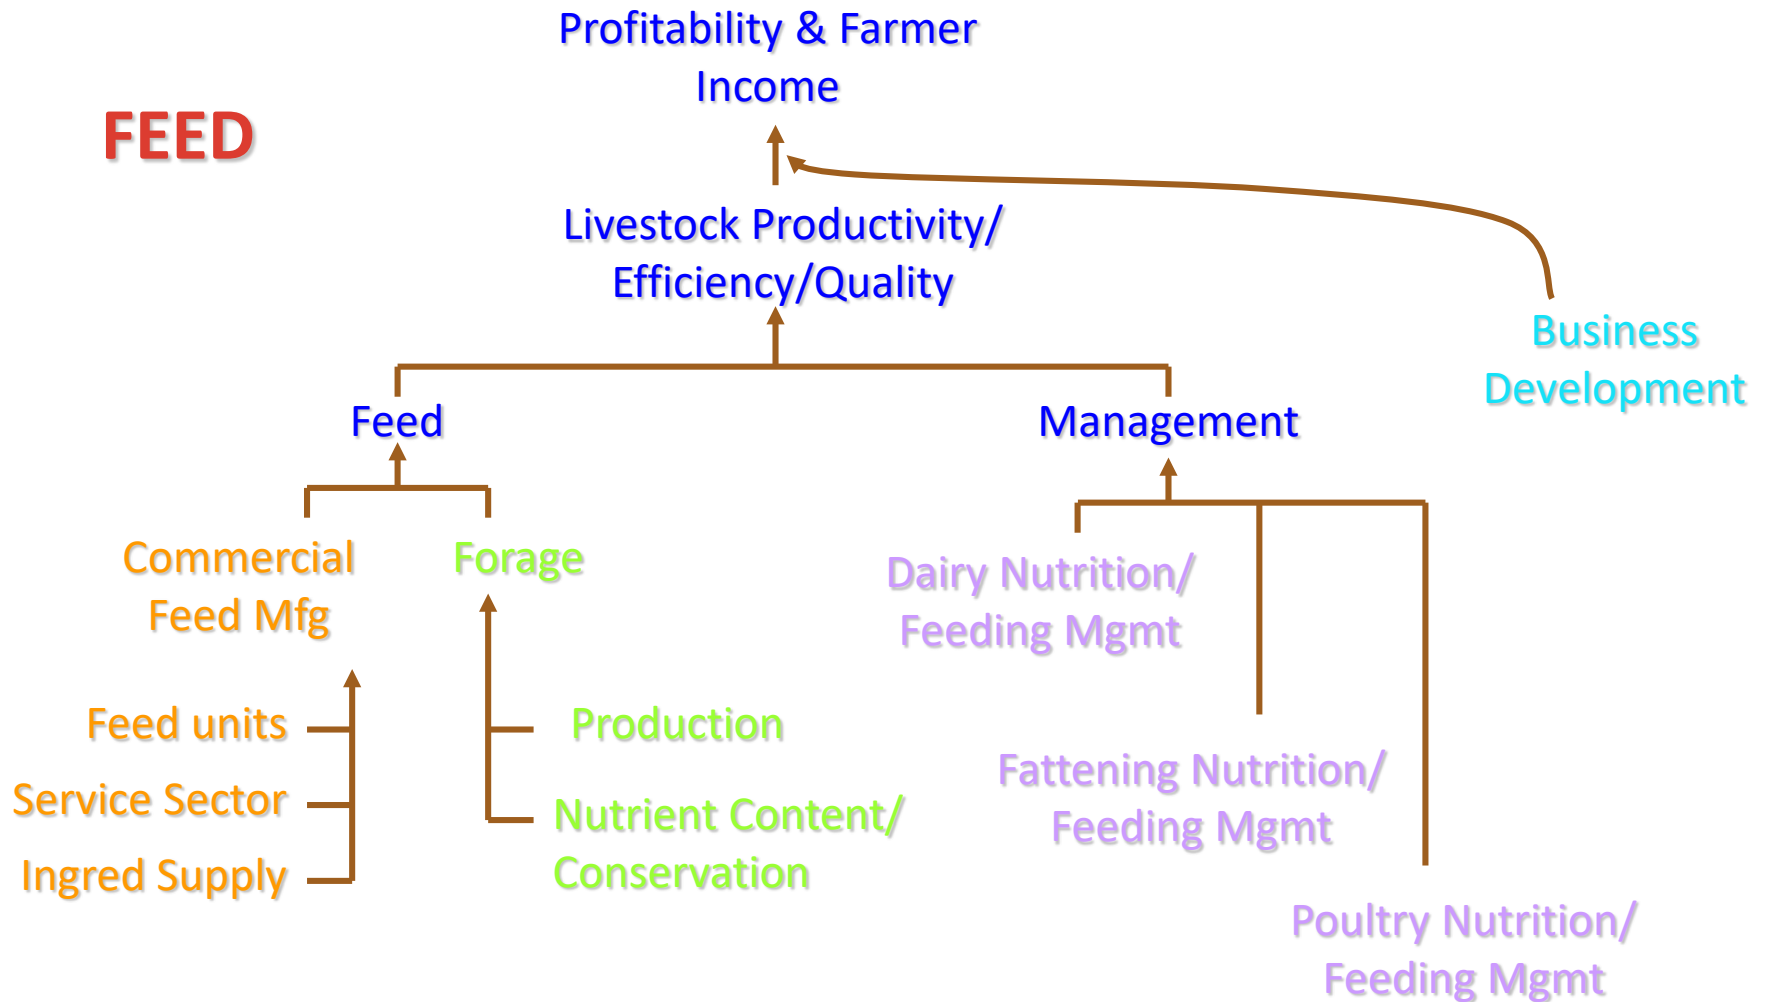 Profitability & Farmer
Income
FEED
Livestock Productivity/
Efficiency/Quality
Business
Development
Feed
Management
Commercial
Feed Mfg
Forage
Dairy Nutrition/
Feeding Mgmt
Feed units
Service Sector
Ingred Supply
Production
Nutrient Content/
Conservation
Fattening Nutrition/
Feeding Mgmt
Poultry Nutrition/
Feeding Mgmt